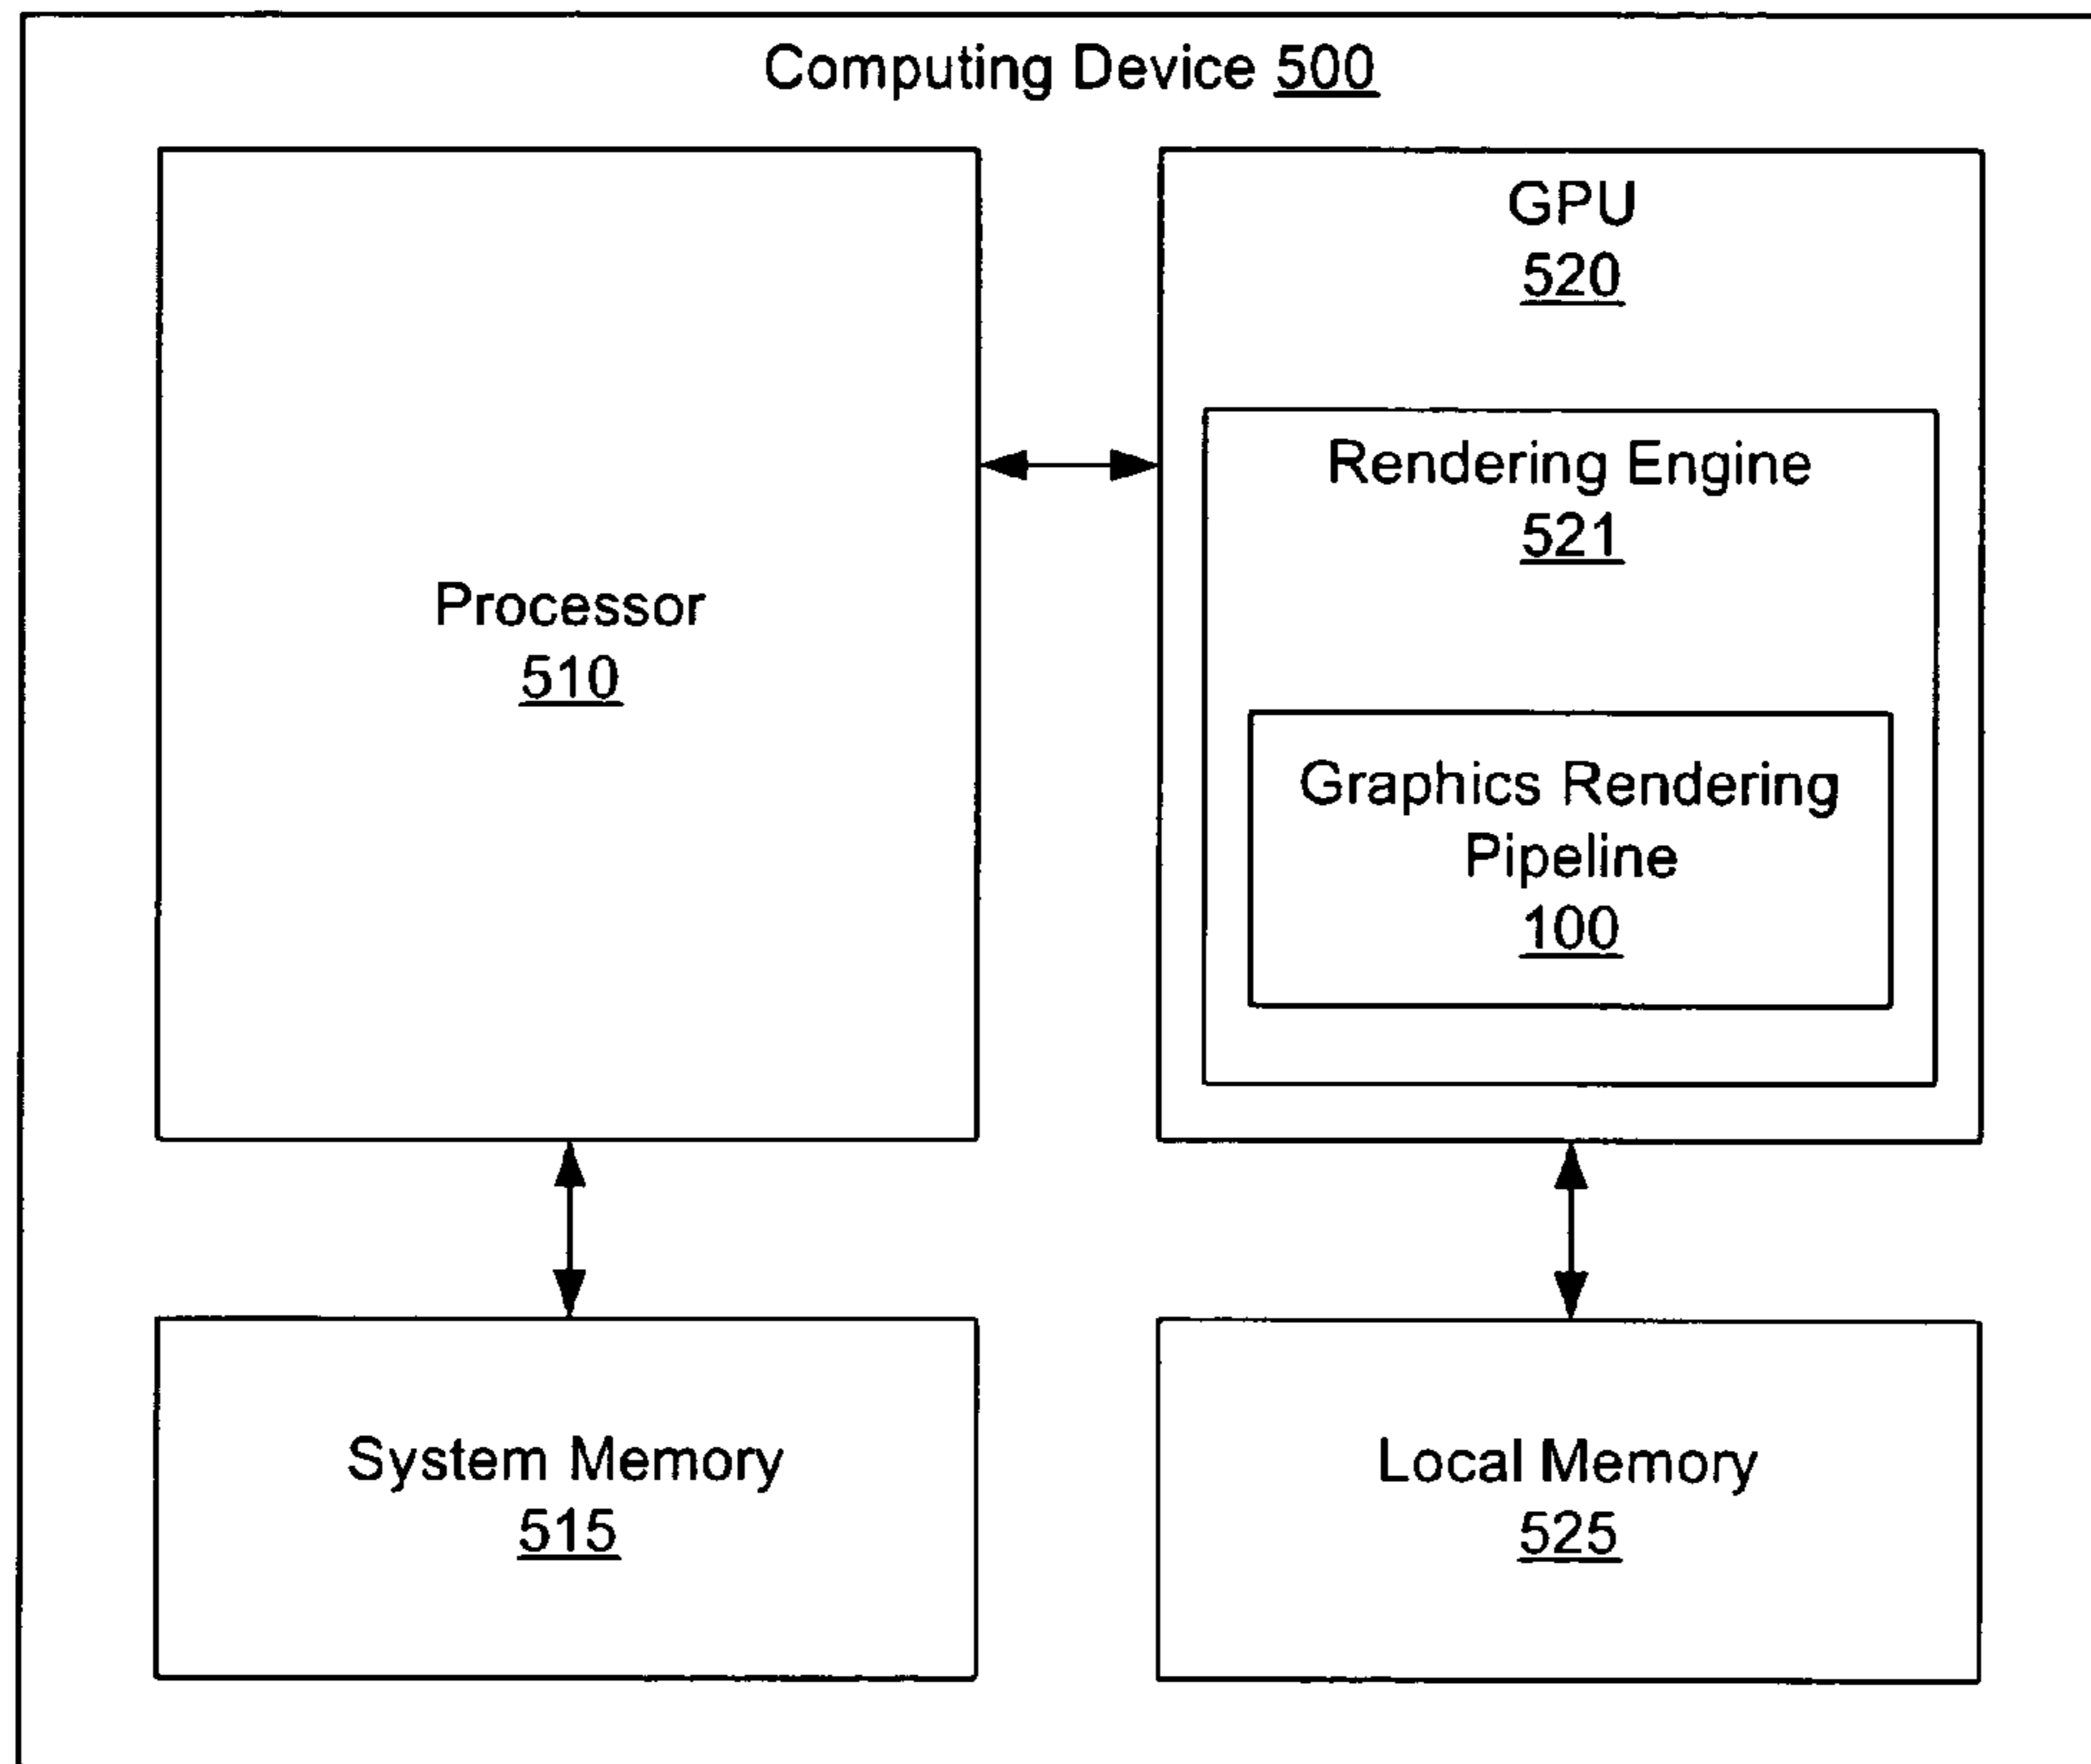 Computing Device 500
Processor
510
GPU
520
Rendering Engine
521
Graphics Rendering
Pipeline
100
System Memory
515
Local Memory
525